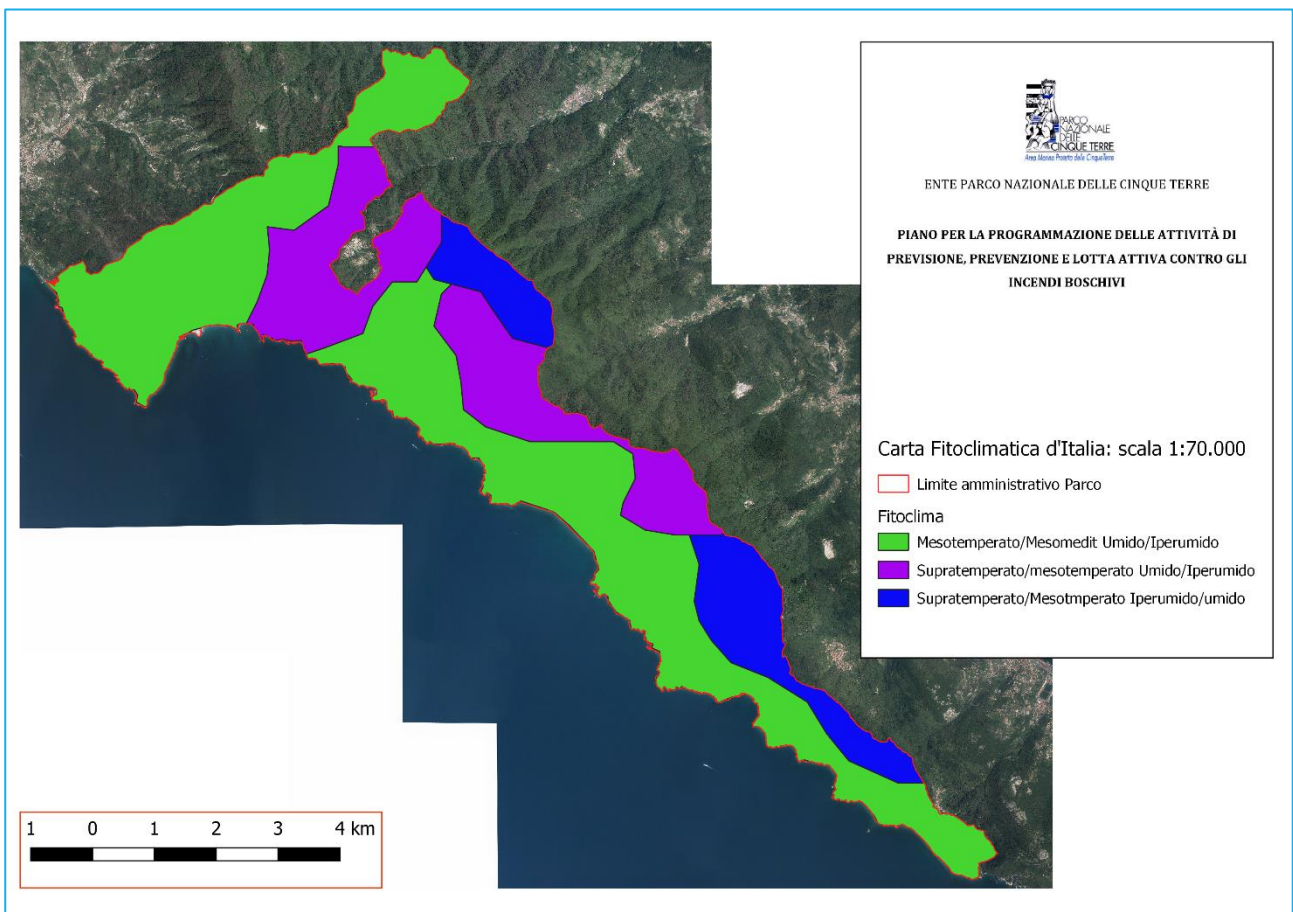 PARCO
NAZIONALE
DELLE
CINQUE TERRE
Area Marina Protetta delle Cinque Terre
ENTE PARCO NAZIONALE DELLE CINQUE TERRE
PIANO PER LA PROGRAMMAZIONE DELLE ATTIVITÀ DI
PREVISIONE, PREVENZIONE E LOTTA ATTIVA CONTRO GLI
INCENDI BOSCHIVI
Carta Fitoclimatica d'Italia: scala 1:70.000
Limite amministrativo Parco
Fitoclima
Mesotemperato/Mesomedit Umido/Iperumido
Supratemperato/mesotemperato Umido/Iperumido
Supratemperato/Mesotmperato Iperumido/umido
1 0 1 2 3 4 km